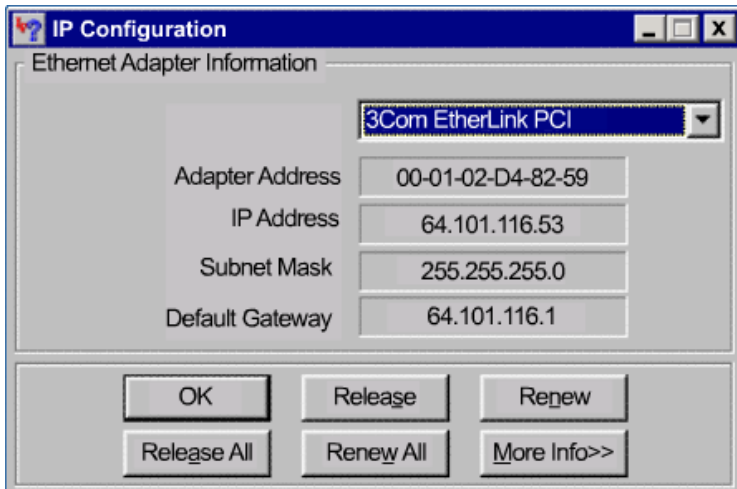 IP Configuration
Ethernet Adapter Information
3Com EtherLink PCI
Adapter Address 00-01-02-D4-82-59
IP Address 64.101.116.53
Subnet Mask 255.255.255.0
Default Gateway 64.101.116.1
OK Release Renew
Release All Renew All More Info>>